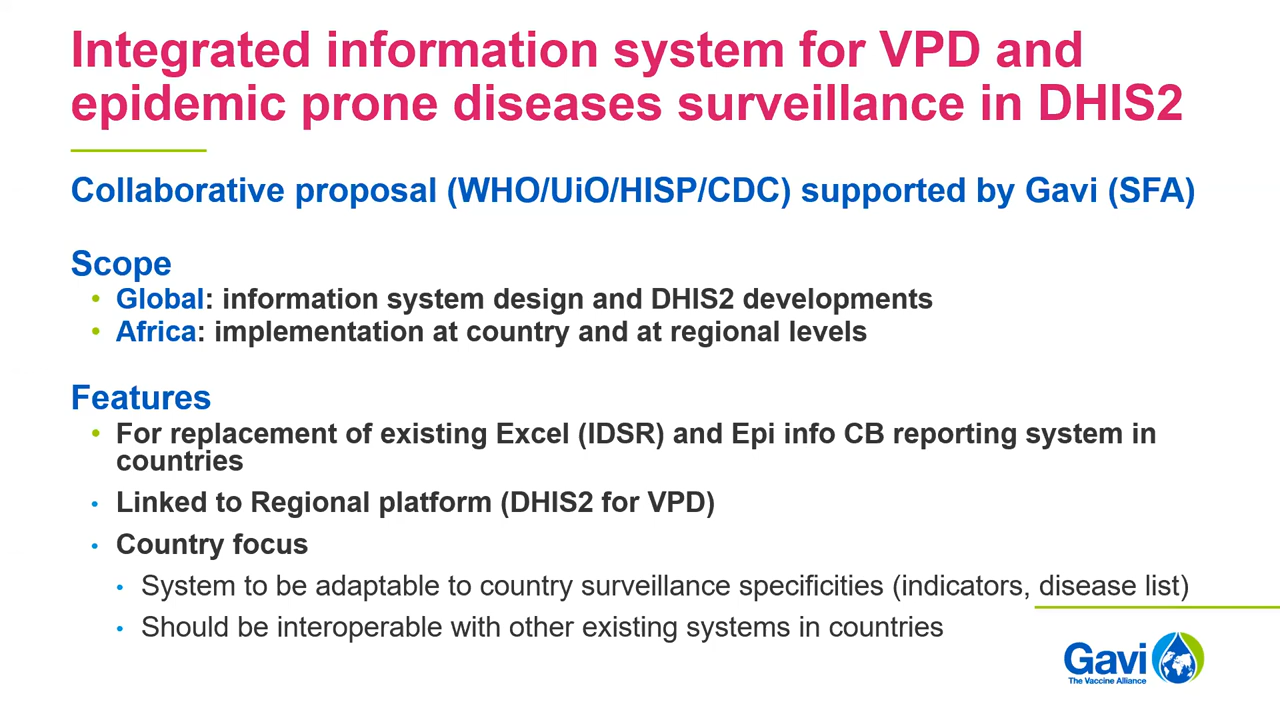 Integrated information system for VPD and
epidemic prone diseases surveillance in DHIS2
Collaborative proposal (WHO/UiO/HISP/CDC) supported by Gavi (SFA)
Scope
• Global: information system design and DHIS2 developments
• Africa: implementation at country and at regional levels
Features
• For replacement of existing Excel (IDSR) and Epi info CB reporting system in
countries
• Linked to Regional platform (DHIS2 for VPD)
• Country focus
• System to be adaptable to country surveillance specificities (indicators, disease list)
• Should be interoperable with other existing systems in countries
Gavi
The Vaccine Alliance